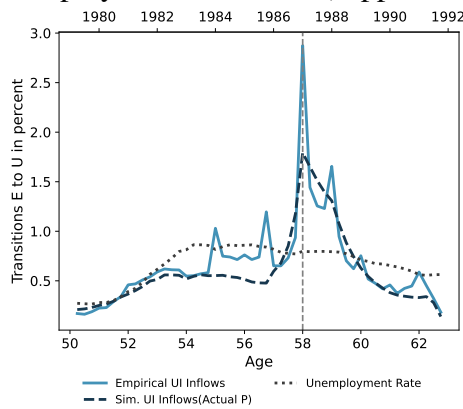 1980 1982 1984 1986 1988 1990 1992
3.0
2.5
2.0
1.5
1.0
0.5
Transitions E to U in percent
50 52 54 56 58 60 62
Age
Empirical UI Inflows
Unemployment Rate
Sim. UI Inflows(Actual P)